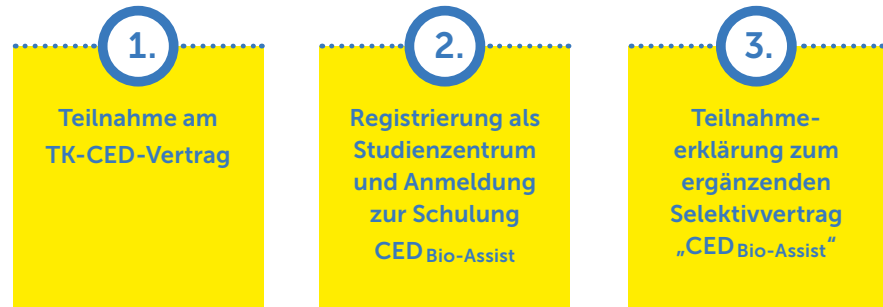 1.
Teilnahme am
TK-CED-Vertrag
2.
Registrierung als
Studienzentrum
und Anmeldung
zur Schulung
CED Bio-Assist
3.
Teilnahme-
erklärung zum
ergänzenden
Selektivvertrag
„CED Bio-Assist“